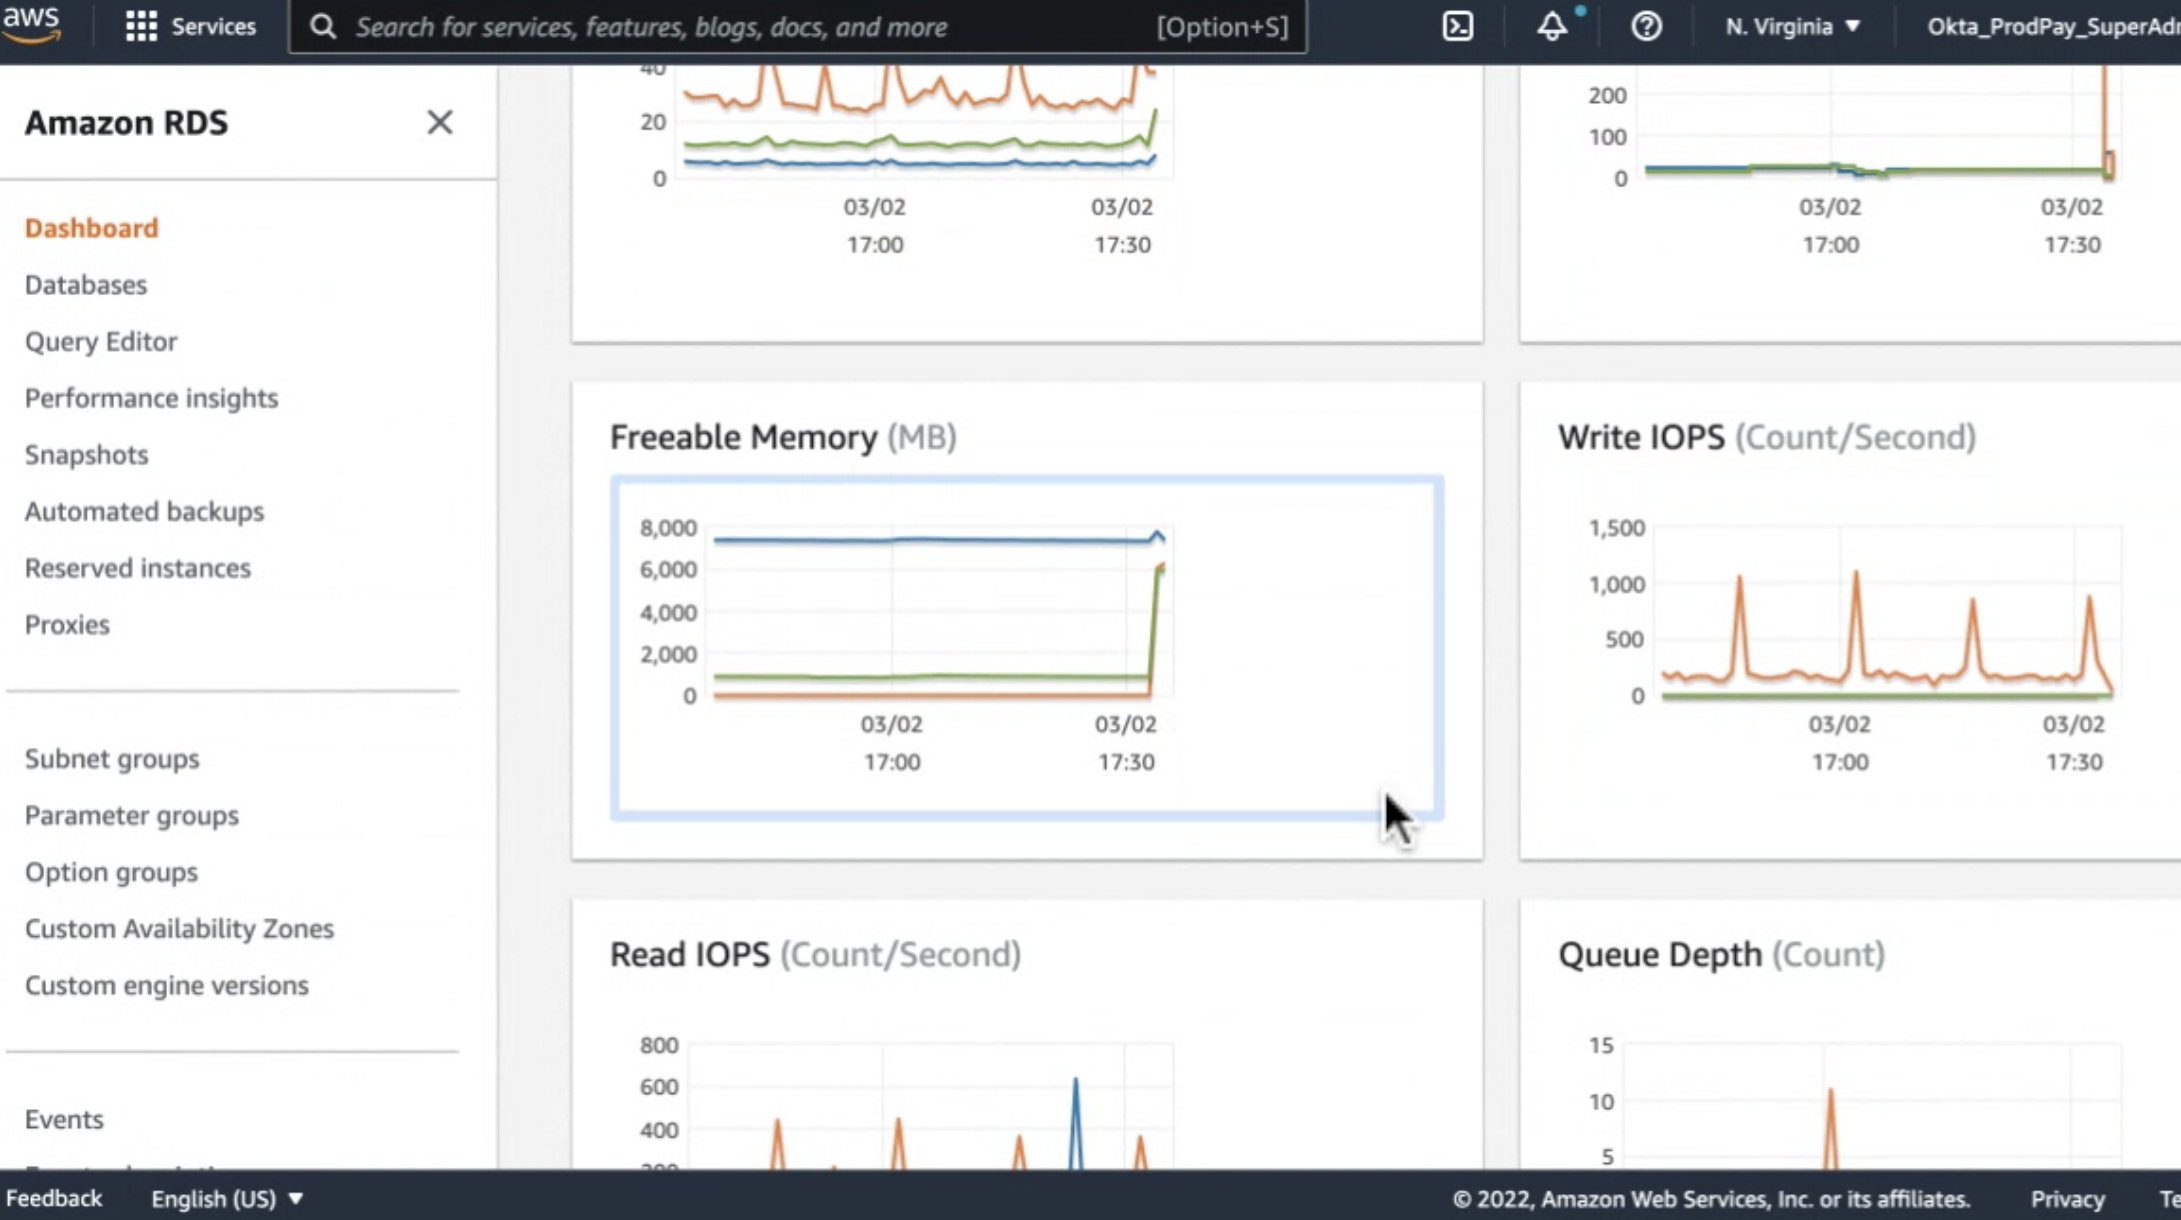 aws
Services
Search for services, features, blogs, docs, and more
[Option+S]
N. Virginia
Okta_ProdPay_SuperAdr
Amazon RDS
Dashboard
Databases
Query Editor
Performance insights
Snapshots
Automated backups
Reserved instances
Proxies
Subnet groups
Parameter groups
Option groups
Custom Availability Zones
Custom engine versions
Events
40
20
0
03/02
17:00
03/02
17:30
200
100
0
03/02
17:00
03/02
17:30
Freeable Memory (MB)
8,000
6,000
4,000
2,000
0
03/02
17:00
03/02
17:30
Write IOPS (Count/Second)
1,500
1,000
500
0
03/02
17:00
03/02
17:30
Read IOPS (Count/Second)
800
600
400
200
Queue Depth (Count)
15
10
5
Feedback
English (US)
© 2022, Amazon Web Services, Inc. or its affiliates.
Privacy
Te